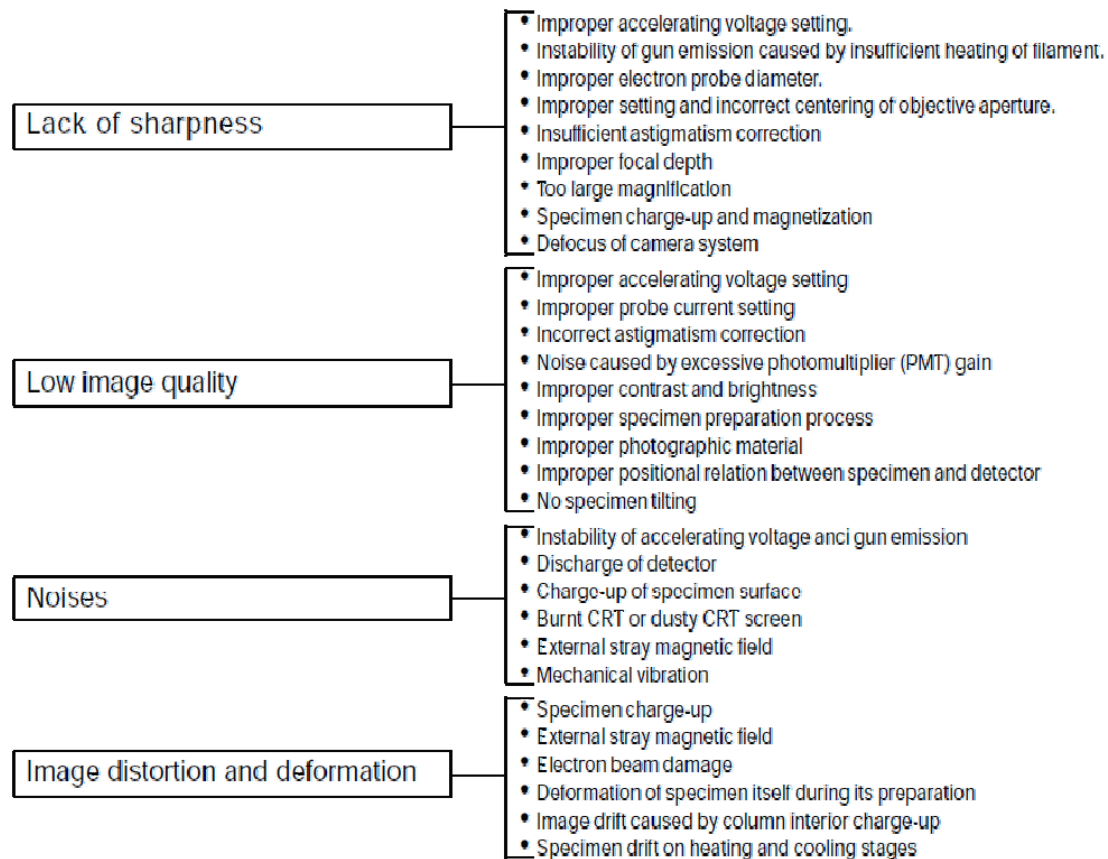 Lack of sharpness
• Improper accelerating voltage setting.
• Instability of gun emission caused by insufficient heating of filament.
• Improper electron probe diameter.
• Improper setting and incorrect centering of objective aperture.
• Insufficient astigmatism correction
• Improper focal depth
• Too large magnification
• Specimen charge-up and magnetization
• Defocus of camera system
Low image quality
• Improper accelerating voltage setting
• Improper probe current setting
• Incorrect astigmatism correction
• Noise caused by excessive photomultiplier (PMT) gain
• Improper contrast and brightness
• Improper specimen preparation process
• Improper photographic material
• Improper positional relation between specimen and detector
• No specimen tilting
Noises
• Instability of accelerating voltage anci gun emission
• Discharge of detector
• Charge-up of specimen surface
• Burnt CRT or dusty CRT screen
• External stray magnetic field
• Mechanical vibration
Image distortion and deformation
• Specimen charge-up
• External stray magnetic field
• Electron beam damage
• Deformation of specimen itself during its preparation
• Image drift caused by column interior charge-up
• Specimen drift on heating and cooling stages